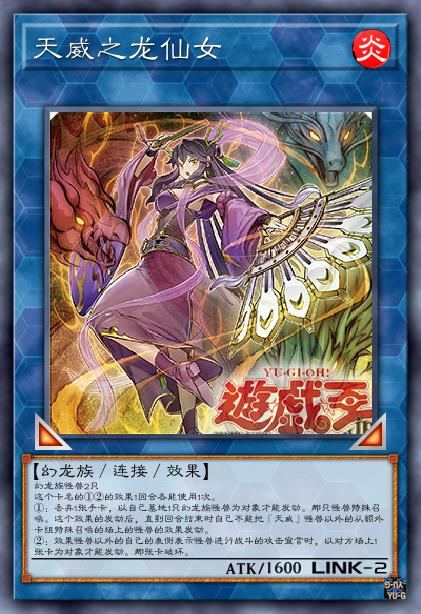 天威之龙仙女
炎
YU-GI-OH!
遊戯王
【幻龙族/连接/效果】
幻龙族怪兽2只
这个卡名的①②的效果1回合各能使用1次。
①：丢弃1张手卡，以自己墓地1只幻龙族怪兽为对象才能发动。那只怪兽特殊召
唤。这个效果的发动后，直到回合结束时自己不能把「天威」怪兽以外的从额外
卡组特殊召唤的场上的怪兽的效果发动。
②：效果怪兽以外的自己的表侧表示怪兽进行战斗的攻击宣言时，以对方场上1
张卡为对象才能发动。那张卡破坏。
ATK/1600 LINK-2
YU-G